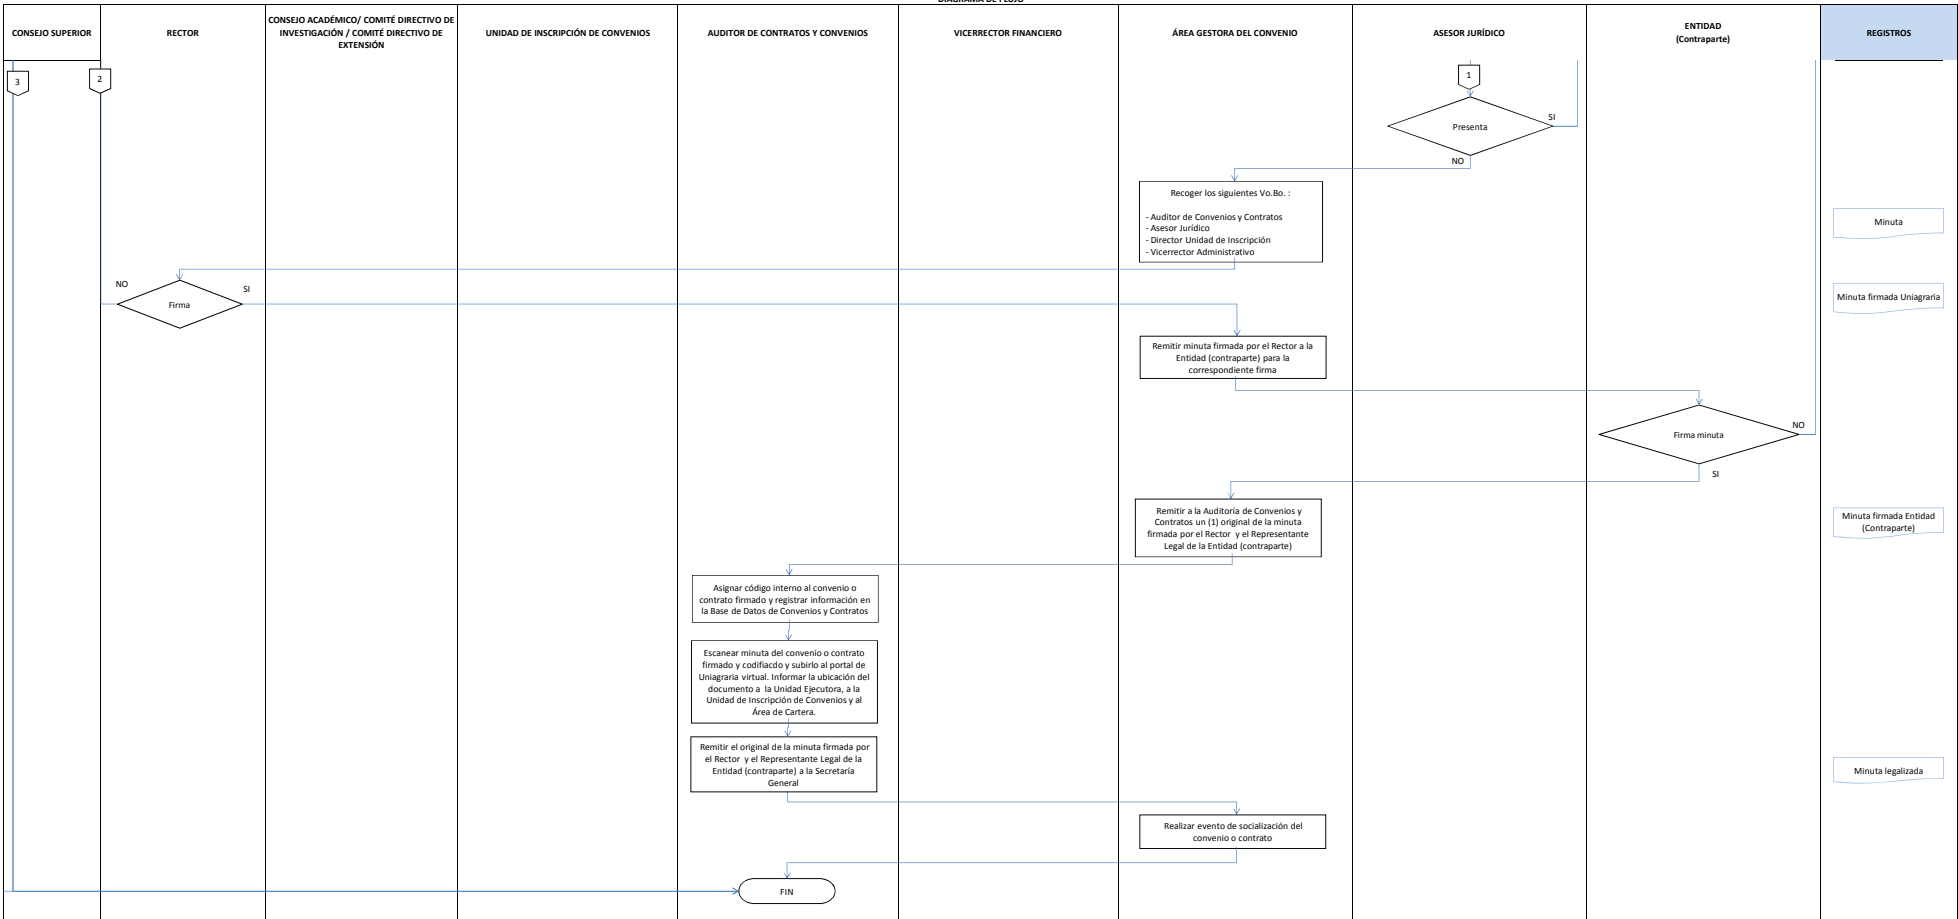 DIAGRAMA DE FLUJO
CONSEJO SUPERIOR
RECTOR
CONSEJO ACADÉMICO/ COMITÉ DIRECTIVO DE
INVESTIGACIÓN / COMITÉ DIRECTIVO DE
EXTENSIÓN
UNIDAD DE INSCRIPCIÓN DE CONVENIOS
AUDITOR DE CONTRATOS Y CONVENIOS
VICERRECTOR FINANCIERO
ÁREA GESTORA DEL CONVENIO
ASESOR JURÍDICO
ENTIDAD
(Contraparte)
REGISTROS
3
2
1
Presenta
SI
NO
Recoger los siguientes Vo.Bo. :
- Auditor de Convenios y Contratos
- Asesor Jurídico
- Director Unidad de Inscripción
- Vicerrector Administrativo
Minuta
NO
Firma
SI
Minuta firmada Uniagraria
Remitir minuta firmada por el Rector a la
Entidad (contraparte) para la
correspondiente firma
Firma minuta
NO
SI
Remitir a la Auditoría de Convenios y
Contratos un (1) original de la minuta
firmada por el Rector y el Representante
Legal de la Entidad (contraparte)
Minuta firmada Entidad
(Contraparte)
Asignar código interno al convenio o
contrato firmado y registrar información en
la Base de Datos de Convenios y Contratos
Escanear minuta del convenio o contrato
firmado y codifiacdo y subirlo al portal de
Uniagraria virtual. Informar la ubicación del
documento a la Unidad Ejecutora, a la
Unidad de Inscripción de Convenios y al
Área de Cartera.
Remitir el original de la minuta firmada por
el Rector y el Representante Legal de la
Entidad (contraparte) a la Secretaría
General
Minuta legalizada
Realizar evento de socialización del
convenio o contrato
FIN